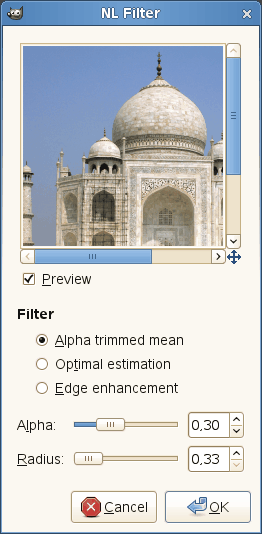 NL Filter
Preview
Filter
Alpha trimmed mean
Optimal estimation
Edge enhancement
Alpha: 0,30
Radius: 0,33
Cancel OK